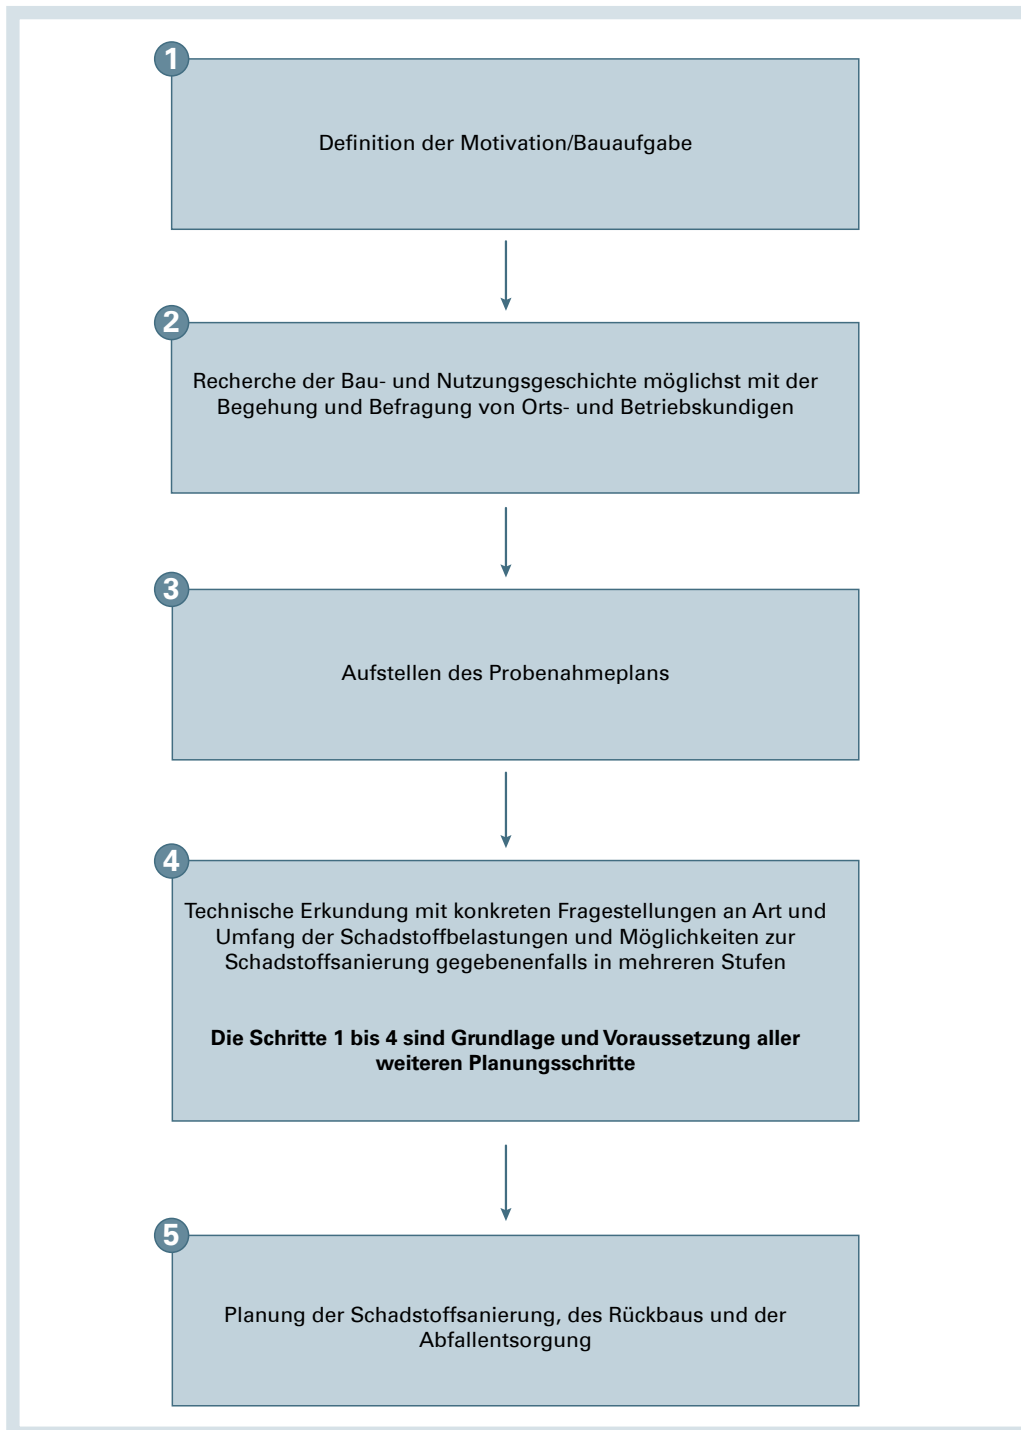 1
Definition der Motivation/Bauaufgabe
2
Recherche der Bau- und Nutzungsgeschichte möglichst mit der
Begehung und Befragung von Orts- und Betriebskundigen
3
Aufstellen des Probenahmeplans
4
Technische Erkundung mit konkreten Fragestellungen an Art und
Umfang der Schadstoffbelastungen und Möglichkeiten zur
Schadstoffsanierung gegebenenfalls in mehreren Stufen
Die Schritte 1 bis 4 sind Grundlage und Voraussetzung aller
weiteren Planungsschritte
5
Planung der Schadstoffsanierung, des Rückbaus und der
Abfallentsorgung